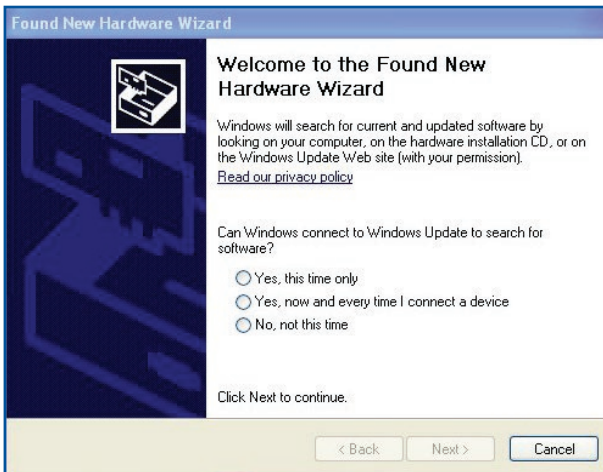 Found New Hardware Wizard
Welcome to the Found New
Hardware Wizard
Windows will search for current and updated software by
looking on your computer, on the hardware installation CD, or on
the Windows Update Web site (with your permission).
Read our privacy policy
Can Windows connect to Windows Update to search for
software?
Yes, this time only
Yes, now and every time I connect a device
No, not this time
Click Next to continue.
< Back
Next >
Cancel